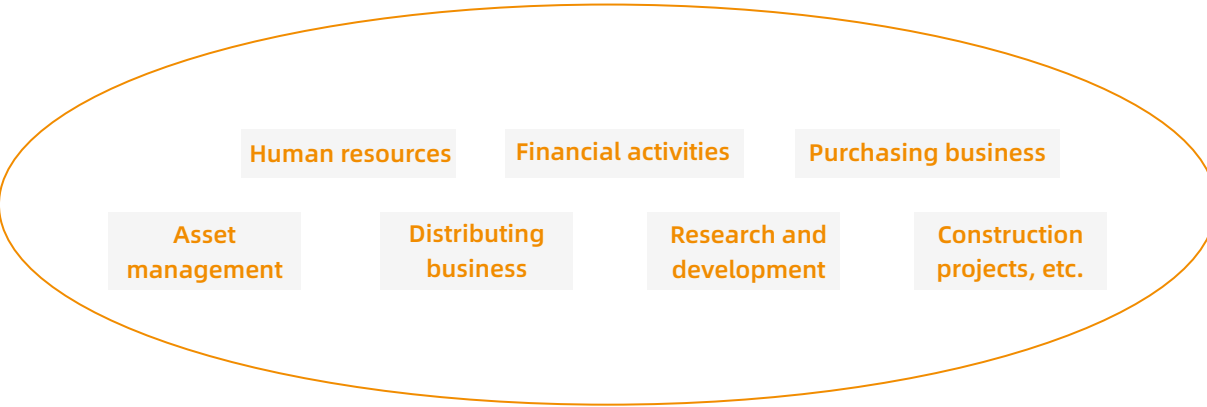 Human resources
Financial activities
Purchasing business
Asset
management
Distributing
business
Research and
development
Construction
projects, etc.